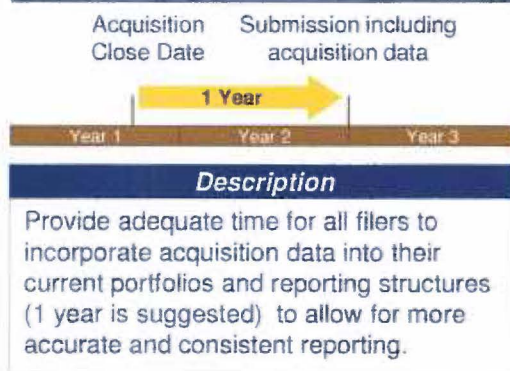 Acquisition Close Date
Submission including acquisition data
1 Year
Year 1 Year 2 Year 3
Description
Provide adequate time for all filers to
incorporate acquisition data into their
current portfolios and reporting structures
(1 year is suggested) to allow for more
accurate and consistent reporting.